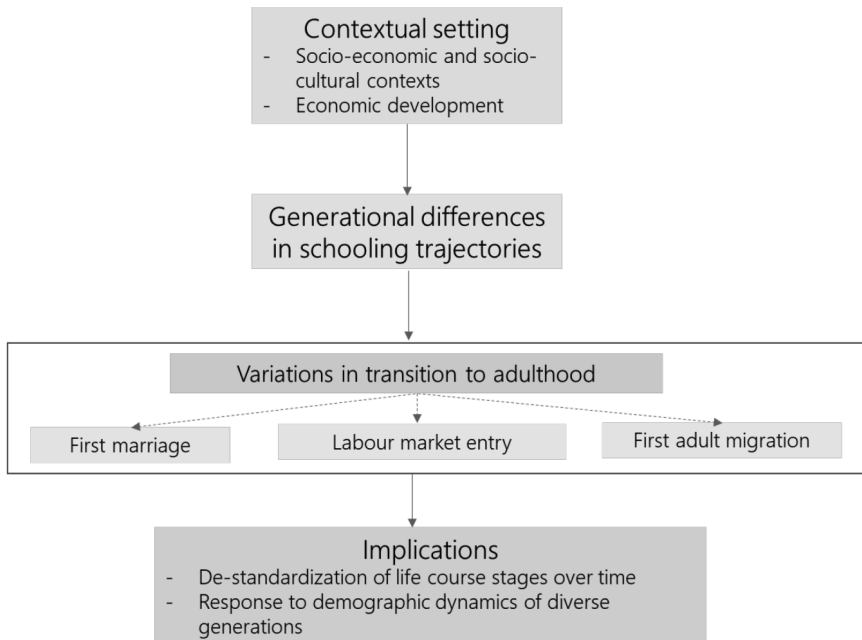 Contextual setting
- Socio-economic and socio-
cultural contexts
- Economic development
Generational differences
in schooling trajectories
Variations in transition to adulthood
First marriage
Labour market entry
First adult migration
Implications
- De-standardization of life course stages over time
- Response to demographic dynamics of diverse
generations